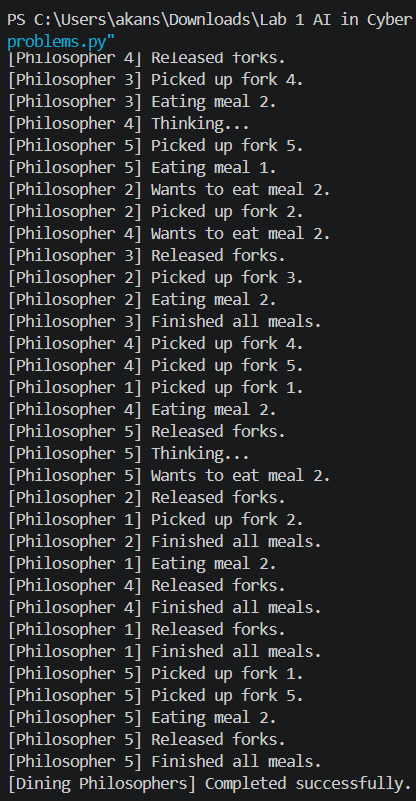 PS C:\Users\akans\Downloads\Lab 1 AI in Cyber
problems.py"
[Philosopher 4] Released forks.
[Philosopher 3] Picked up fork 4.
[Philosopher 3] Eating meal 2.
[Philosopher 4] Thinking...
[Philosopher 5] Picked up fork 5.
[Philosopher 5] Eating meal 1.
[Philosopher 2] Wants to eat meal 2.
[Philosopher 2] Picked up fork 2.
[Philosopher 4] Wants to eat meal 2.
[Philosopher 3] Released forks.
[Philosopher 2] Picked up fork 3.
[Philosopher 2] Eating meal 2.
[Philosopher 3] Finished all meals.
[Philosopher 4] Picked up fork 4.
[Philosopher 4] Picked up fork 5.
[Philosopher 1] Picked up fork 1.
[Philosopher 4] Eating meal 2.
[Philosopher 5] Released forks.
[Philosopher 5] Thinking...
[Philosopher 5] Wants to eat meal 2.
[Philosopher 2] Released forks.
[Philosopher 1] Picked up fork 2.
[Philosopher 2] Finished all meals.
[Philosopher 1] Eating meal 2.
[Philosopher 4] Released forks.
[Philosopher 4] Finished all meals.
[Philosopher 1] Released forks.
[Philosopher 1] Finished all meals.
[Philosopher 5] Picked up fork 1.
[Philosopher 5] Picked up fork 5.
[Philosopher 5] Eating meal 2.
[Philosopher 5] Released forks.
[Philosopher 5] Finished all meals.
[Dining Philosophers] Completed successfully.